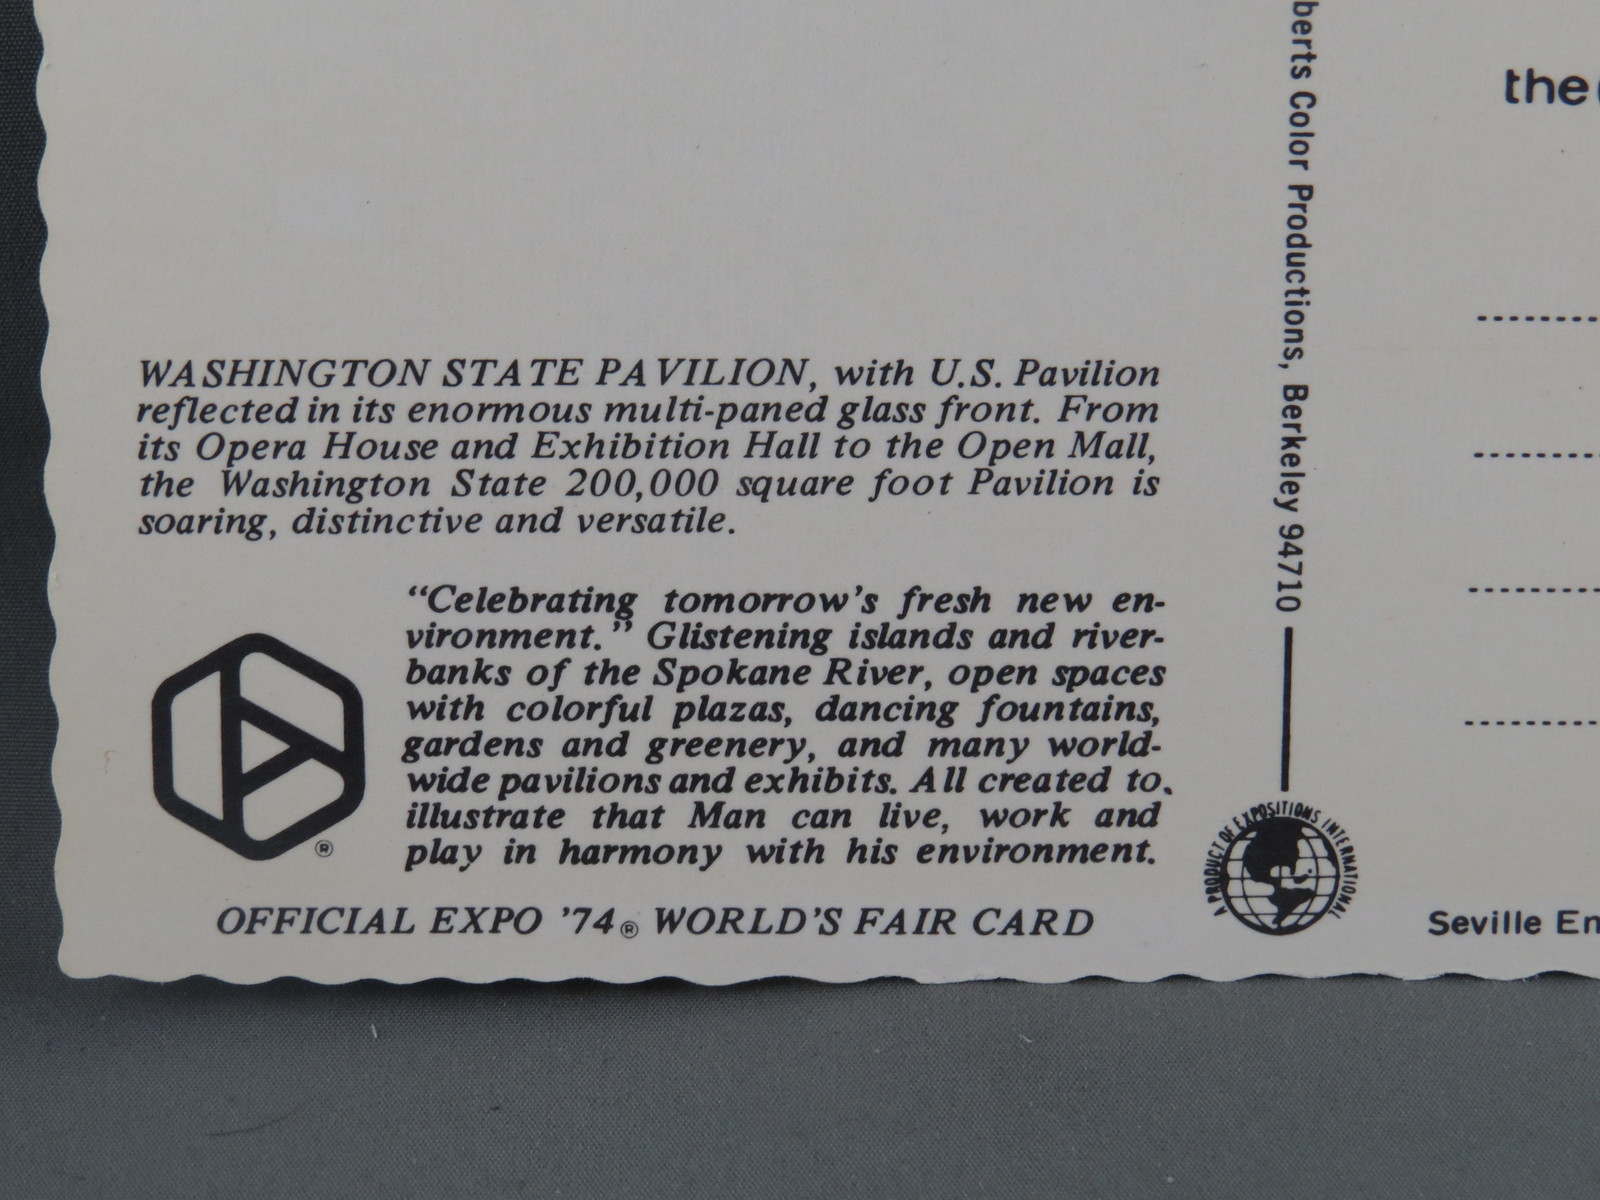 WASHINGTON STATE PAVILION, with U.S. Pavilion
reflected in its enormous multi-paned glass front. From
its Opera House and Exhibition Hall to the Open Mall,
the Washington State 200,000 square foot Pavilion is
soaring, distinctive and versatile.
“Celebrating tomorrow’s fresh new en-
vironment.” Glistening islands and river-
banks of the Spokane River, open spaces
with colorful plazas, dancing fountains,
gardens and greenery, and many world-
wide pavilions and exhibits. All created to
illustrate that Man can live, work and
play in harmony with his environment.
®
OFFICIAL EXPO ’74® WORLD’S FAIR CARD
berts Color Productions, Berkeley 94710
A PRODUCT OF EXPOSITIONS INTERNATIONAL
the
Seville En